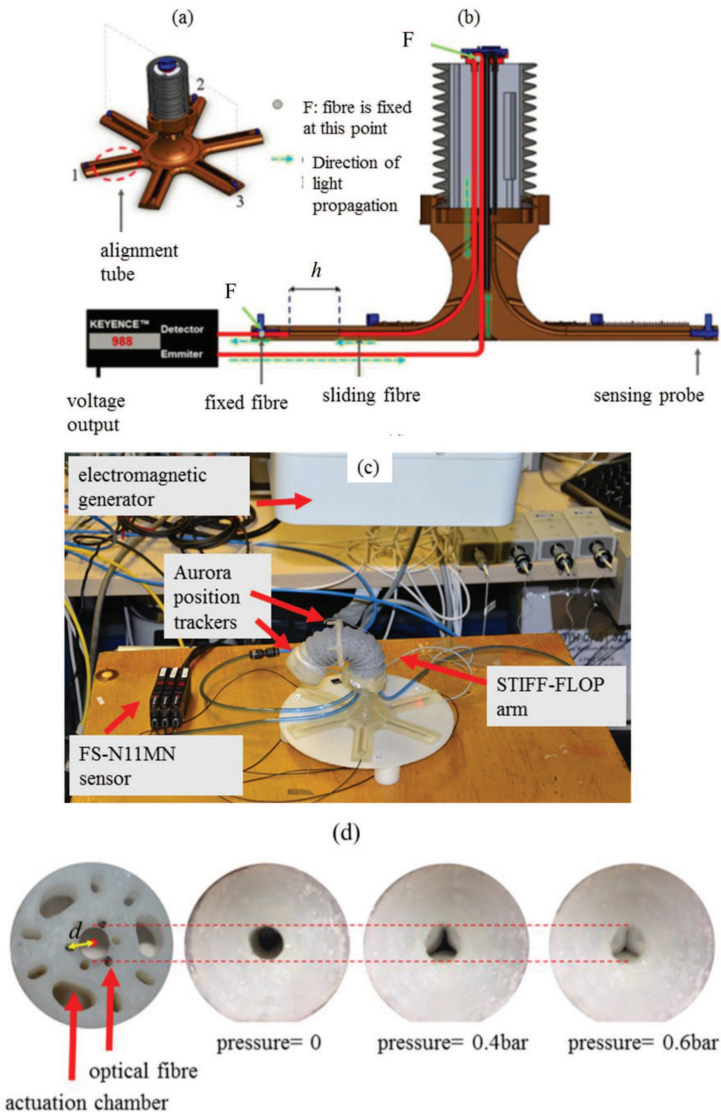 (a)
(b)
F
2
F: fibre is fixed
at this point
1
Direction of
light
propagation
3
alignment
tube
h
F
KEYENCE™
Detector
988
Emmiter
voltage
output
fixed fibre
sliding fibre
sensing probe
(c)
electromagnetic
generator
Aurora
position
trackers
STIFF-FLOP
arm
FS-N11MN
sensor
(d)
d
pressure= 0
pressure= 0.4bar
pressure= 0.6bar
optical fibre
actuation chamber